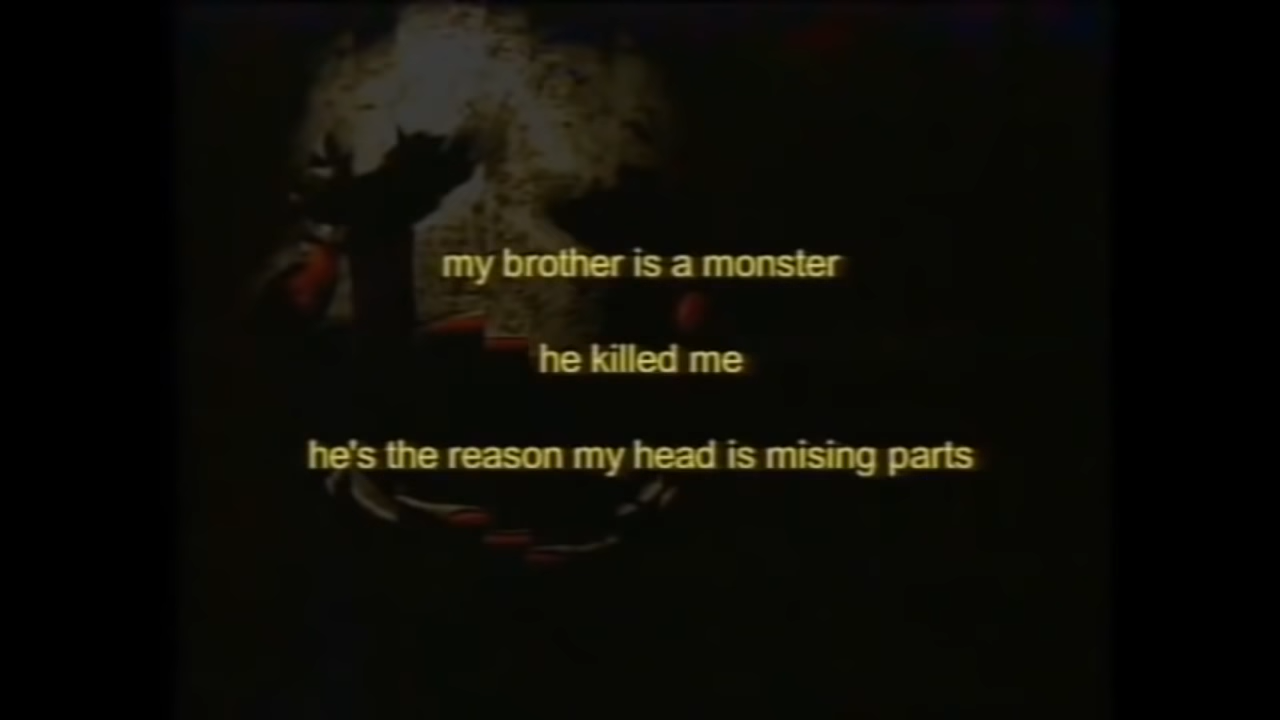 my brother is a monster
he killed me
he's the reason my head is mising parts